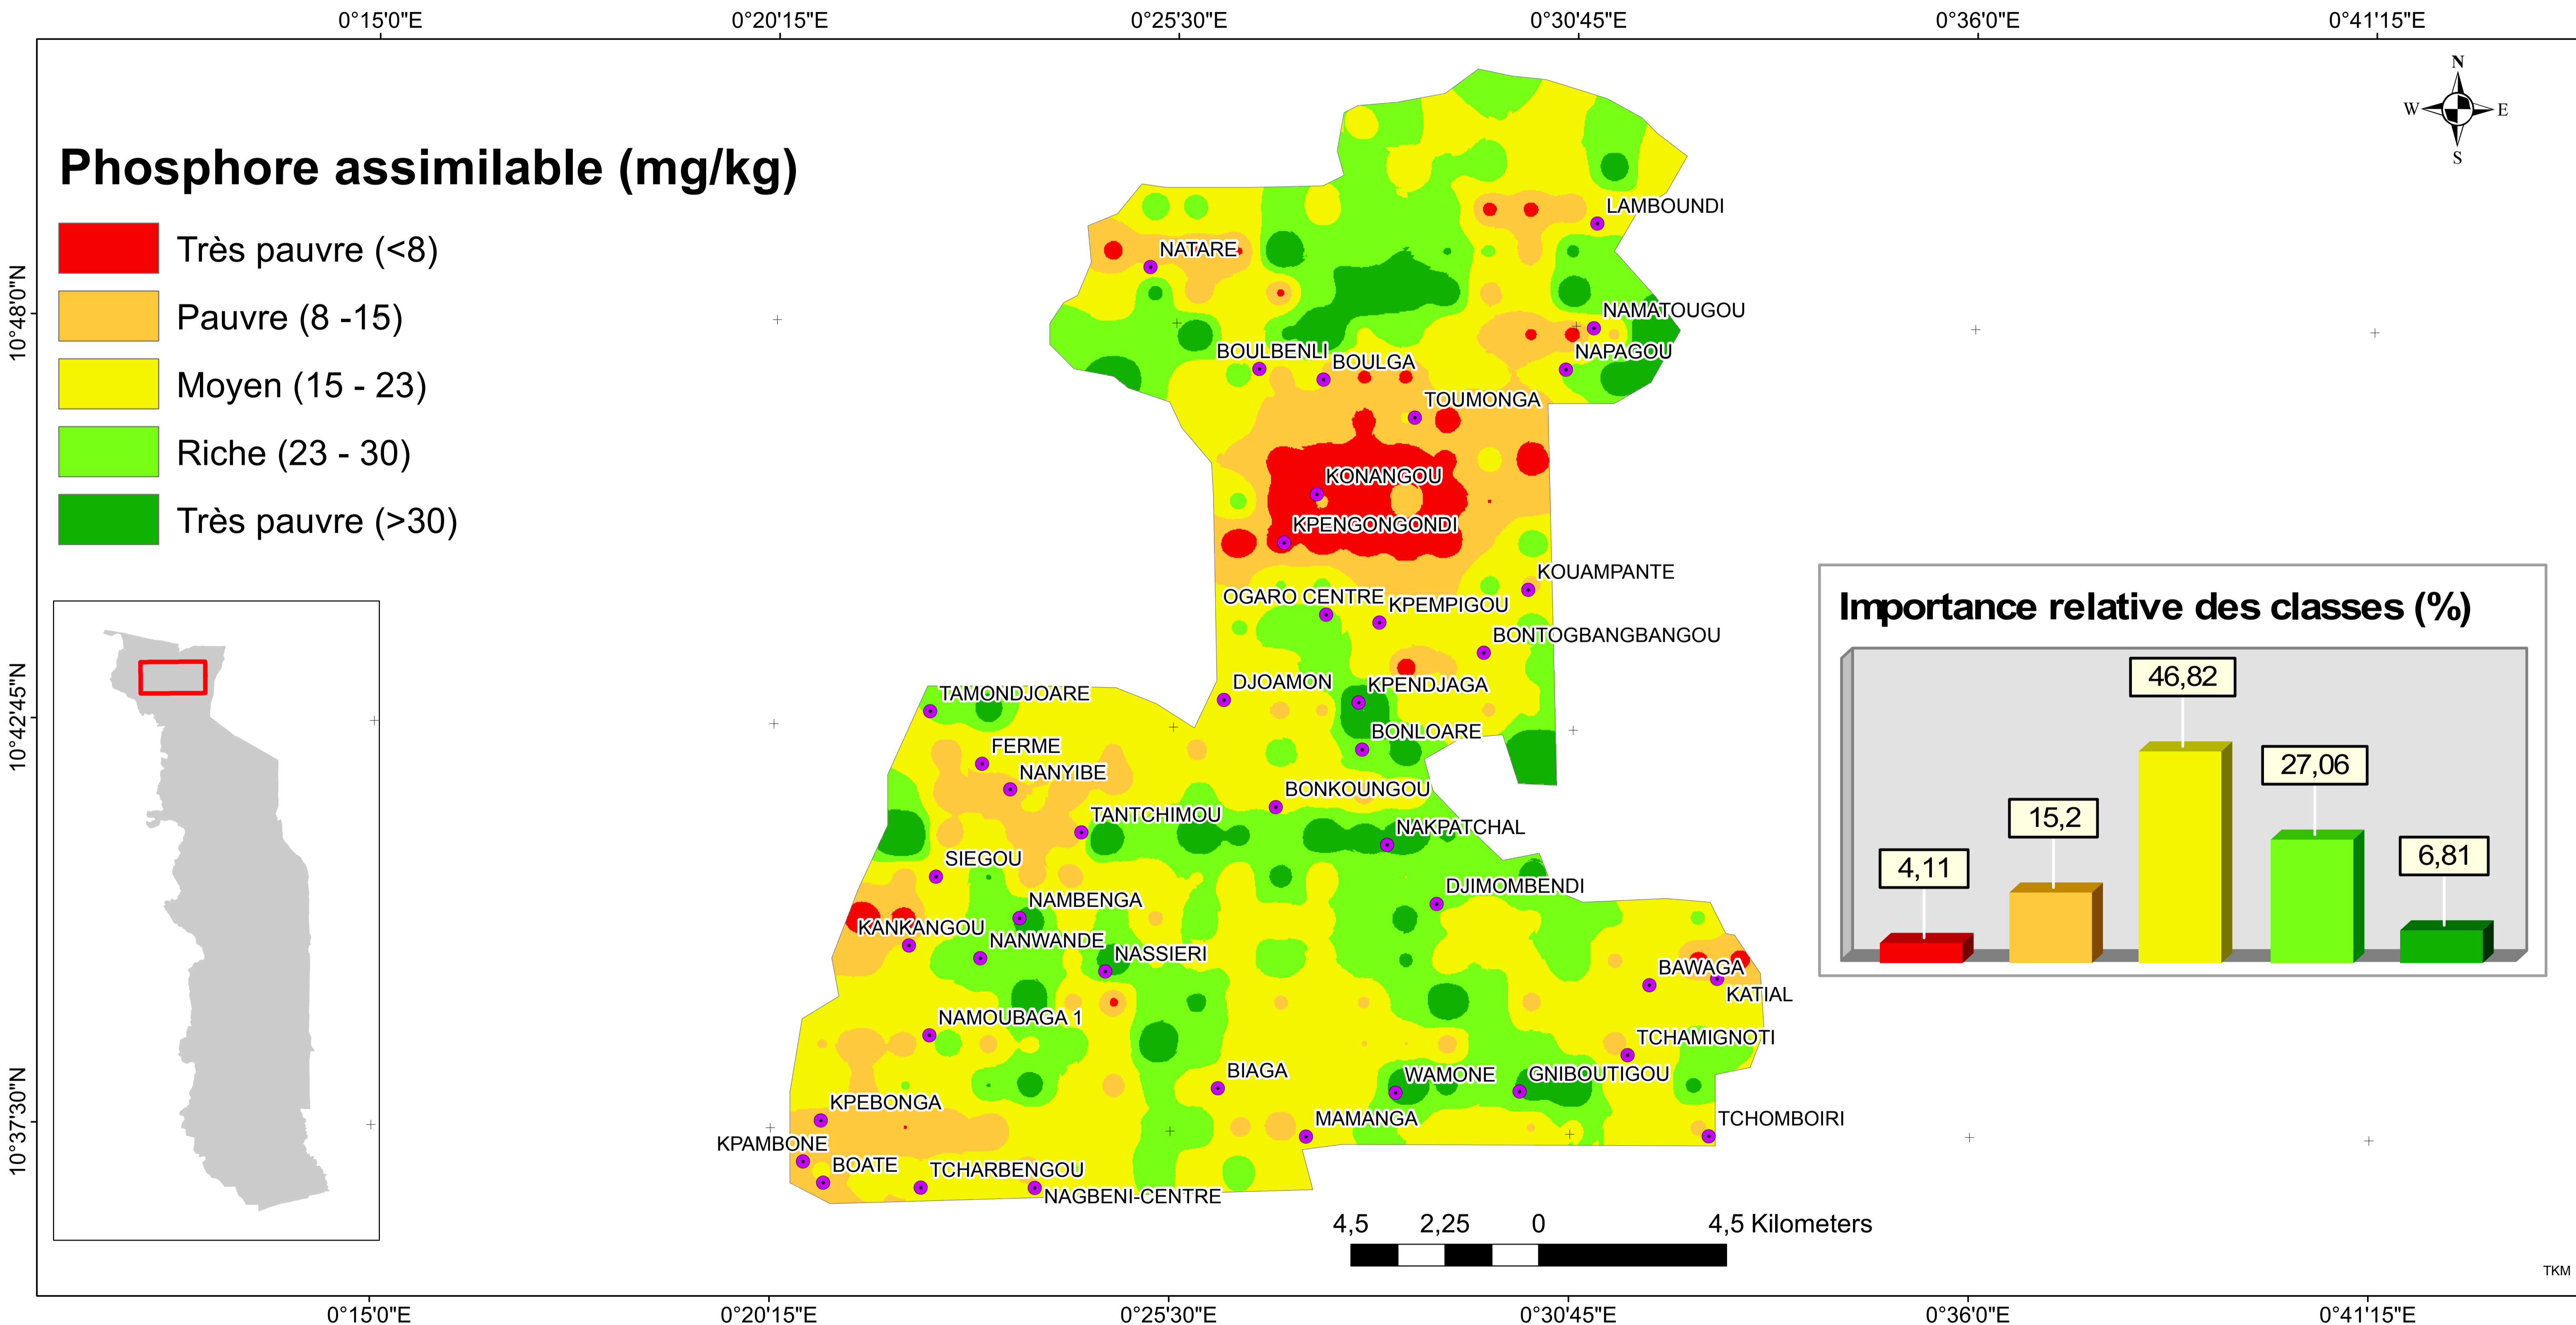 0°15'0"E 0°20'15"E 0°25'30"E 0°30'45"E 0°36'0"E 0°41'15"E
N
W E
S
Phosphore assimilable (mg/kg)
Très pauvre (<8)
Pauvre (8 -15)
Moyen (15 - 23)
Riche (23 - 30)
Très pauvre (>30)
10°48'0"N
10°42'45"N
10°37'30"N
LAMBOUNDI
NATARE
NAMATOUGOU
BOULBENLI
BOULGA
NAPAGOU
TOUMONGA
KONANGOU
KPENGONGONDI
KOUAMPANTE
OGARO CENTRE
KPEMPIGOU
BONTOGBANGBANGOU
DJOAMON
KPENDJAGA
TAMONDJOARE
BONLOARE
FERME
NANYIBE
BONKOUNGOU
TANTCHIMOU
NAKPATCHAL
SIEGOU
DJIMOMBENDI
NAMBENGA
KANKANGOU
NANWANDE
NASSIERI
BAWAGA
KATIAL
NAMOUBAGA 1
TCHAMIGNOTI
BIAGA
WAMONE
GNIBOUTIGOU
KPEBONGA
MAMANGA
TCHOMBOIRI
KPAMBONE
BOATE
TCHARBENGOU
NAGBENI-CENTRE
Importance relative des classes (%)
4,11
15,2
46,82
27,06
6,81
4,5 2,25 0 4,5 Kilometers
TKM
0°15'0"E 0°20'15"E 0°25'30"E 0°30'45"E 0°36'0"E 0°41'15"E